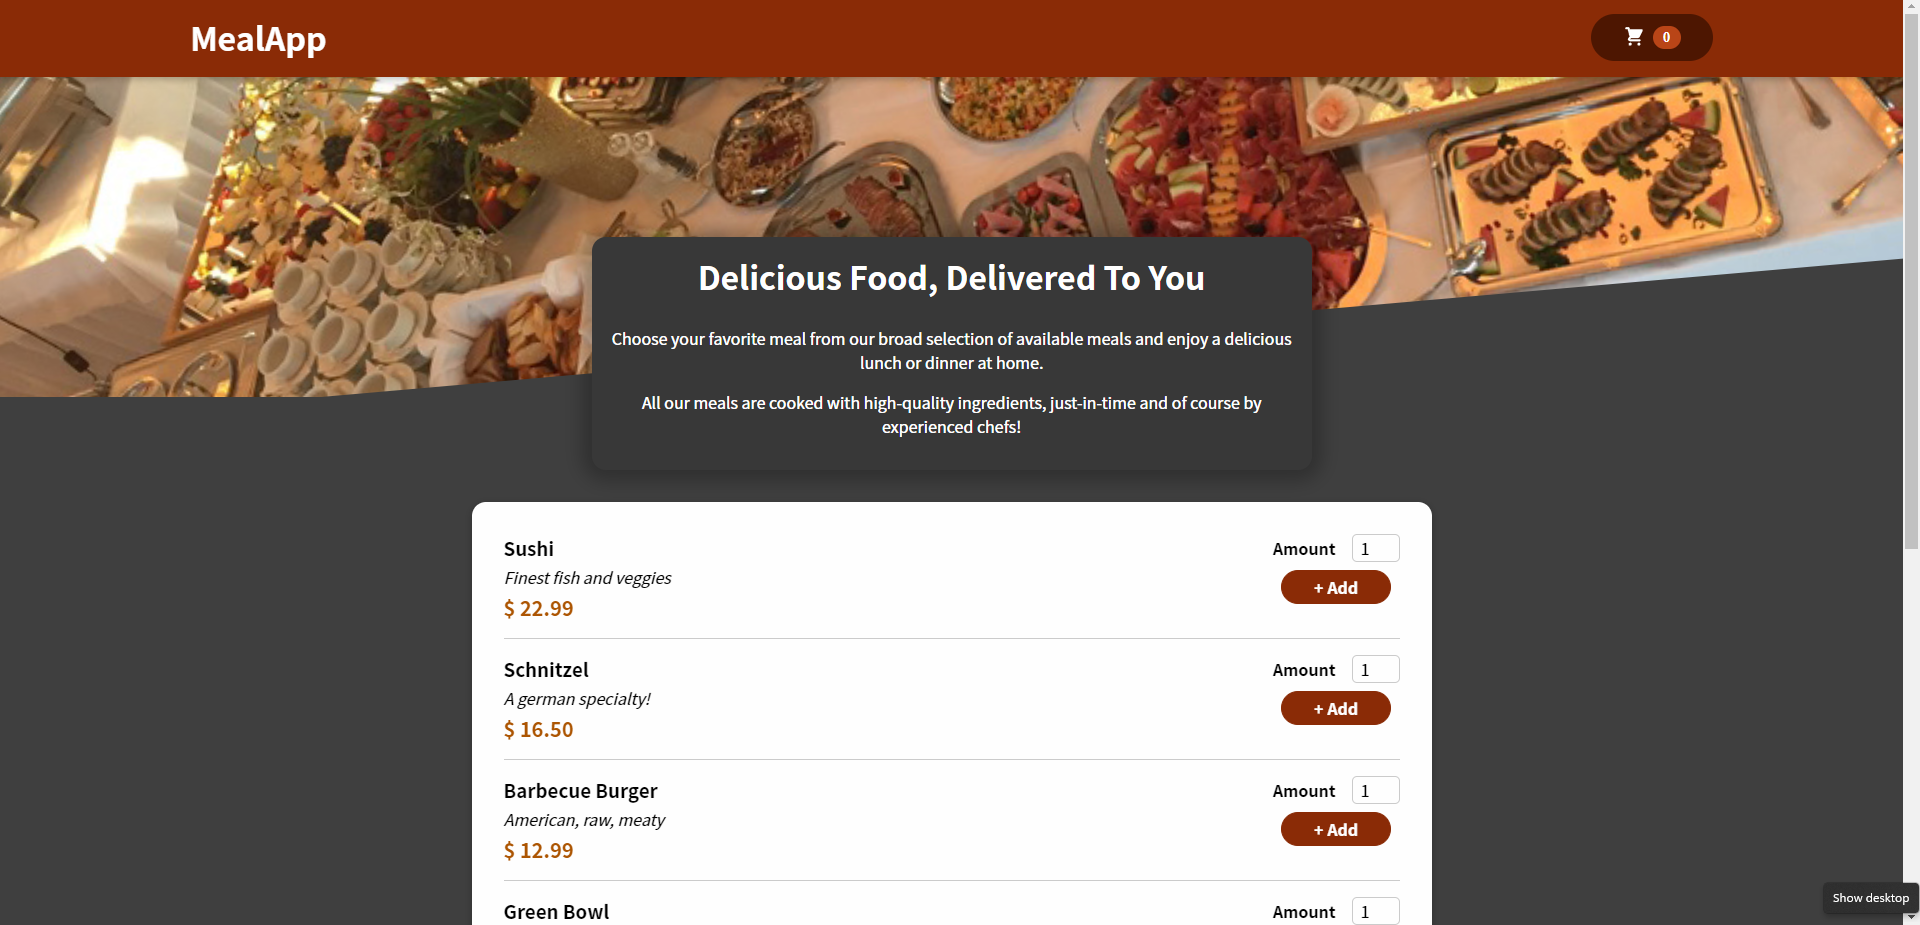 MealApp
0
Delicious Food, Delivered To You
Choose your favorite meal from our broad selection of available meals and enjoy a delicious
lunch or dinner at home.
All our meals are cooked with high-quality ingredients, just-in-time and of course by
experienced chefs!
Sushi
Amount 1
Finest fish and veggies
+ Add
$ 22.99
Schnitzel
Amount 1
A german specialty!
+ Add
$ 16.50
Barbecue Burger
Amount 1
American, raw, meaty
+ Add
$ 12.99
Green Bowl
Amount 1
Show desktop